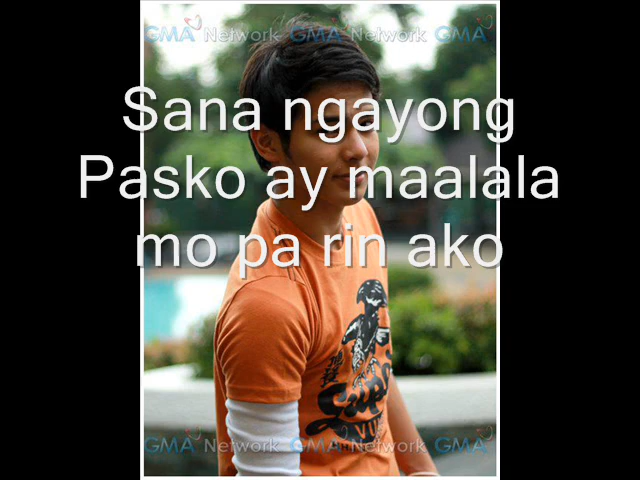 GMA Network GMA Network GMA
Sana ngayong
Pasko ay maalala
mo pa rin ako
GMA Network GMA Network GMA